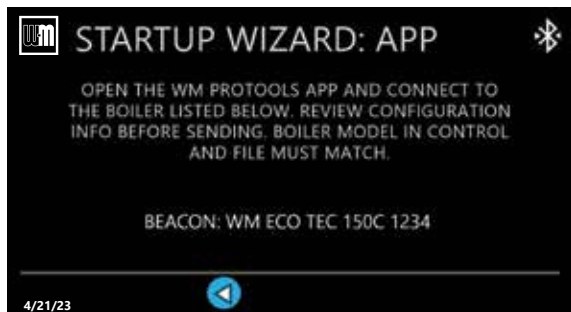 WM
STARTUP WIZARD: APP
OPEN THE WM PROTOOLS APP AND CONNECT TO
THE BOILER LISTED BELOW. REVIEW CONFIGURATION
INFO BEFORE SENDING. BOILER MODEL IN CONTROL
AND FILE MUST MATCH.
BEACON: WM ECO TEC 150C 1234
4/21/23